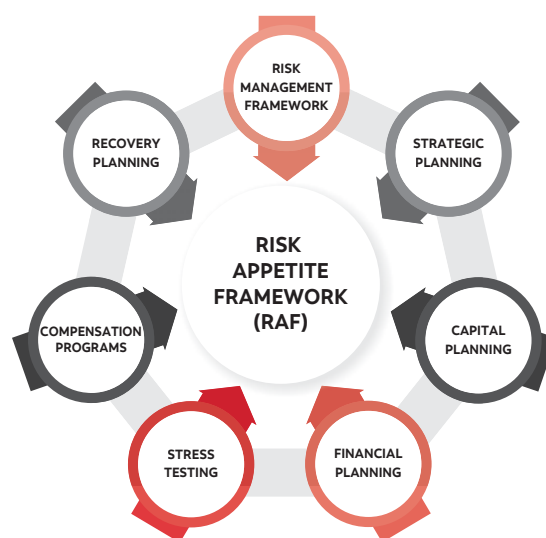 RISK
MANAGEMENT
FRAMEWORK
RECOVERY
PLANNING
STRATEGIC
PLANNING
RISK
APPETITE
FRAMEWORK
(RAF)
COMPENSATION
PROGRAMS
CAPITAL
PLANNING
STRESS
TESTING
FINANCIAL
PLANNING